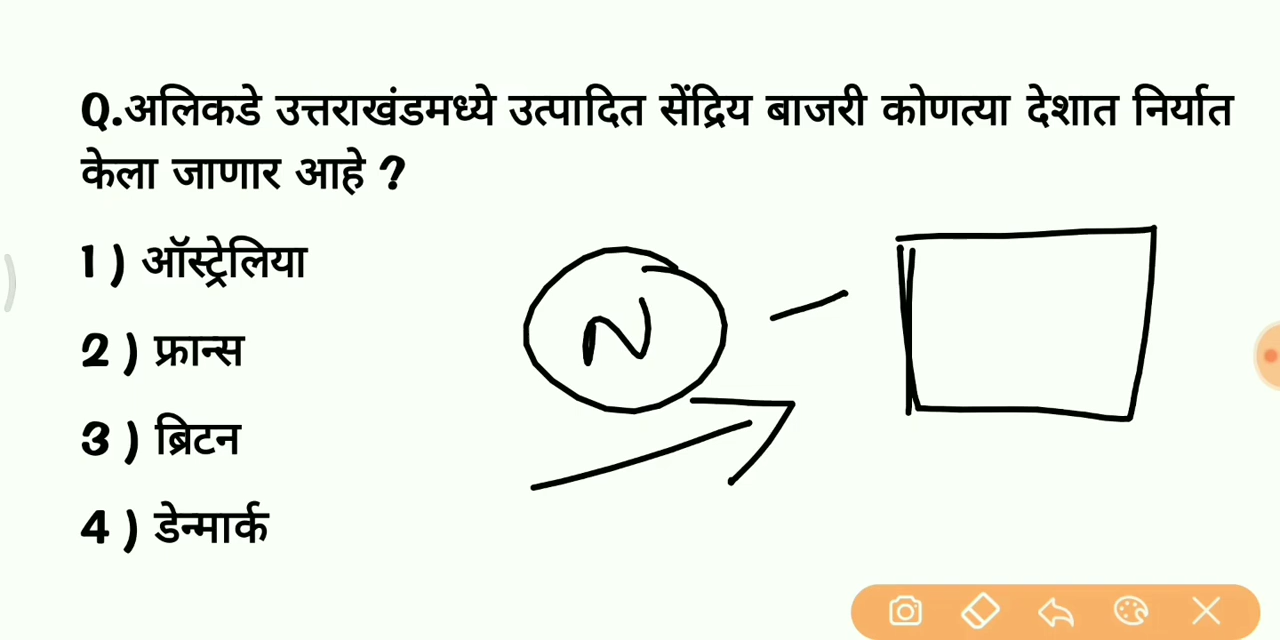 Q.अलिकडे उत्तराखंडमध्ये उत्पादित सेंद्रिय बाजरी कोणत्या देशात निर्यात
केला जाणार आहे ?
1 ) ऑस्ट्रेलिया
2 ) फ्रान्स
3 ) ब्रिटन
4 ) डेन्मार्क
N